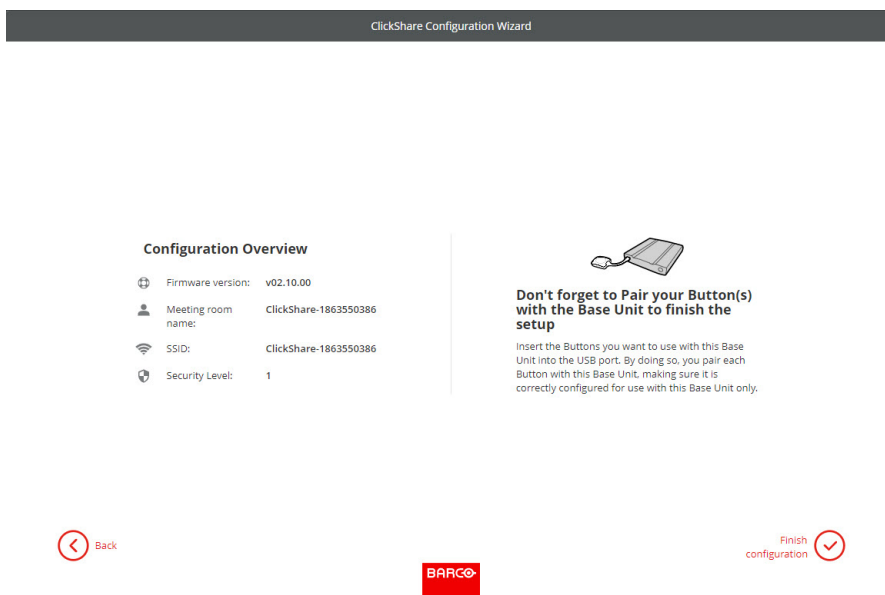 ClickShare Configuration Wizard
Configuration Overview
Firmware version: v02.10.00
Meeting room name: ClickShare-1863550386
SSID: ClickShare-1863550386
Security Level: 1
Don't forget to Pair your Button(s)
with the Base Unit to finish the
setup
Insert the Buttons you want to use with this Base
Unit into the USB port. By doing so, you pair each
Button with this Base Unit, making sure it is
correctly configured for use with this Base Unit only.
Back
Finish
configuration
BARCO